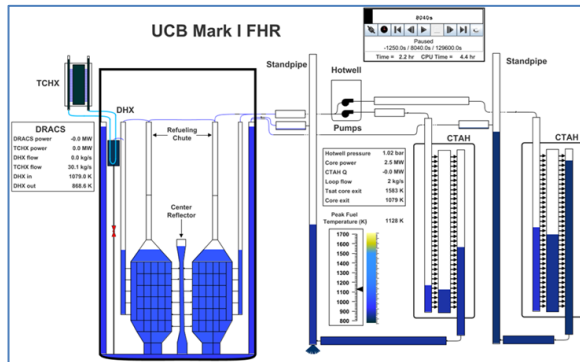 UCB Mark I FHR
8040s
Paused
-1250.0s / 8040.0s / 129600.0s
Time = 2.2 hr CPU Time = 4.4 hr
Standpipe
Standpipe
Hotwell
TCHX
DHX
Pumps
Refueling
Chute
CTAH
CTAH
DRACS
DRACS power -0.0 MW
TCHX power 0.0 MW
DHX flow 0.0 kg/s
TCHX flow 30.1 kg/s
DHX in 1079.0 K
DHX out 868.6 K
Hotwell pressure 1.02 bar
Core power 2.5 MW
CTAH Q -0.0 MW
Loop flow 2 kg/s
Tsat core exit 1583 K
Core exit 1079 K
Center
Reflector
Peak Fuel
Temperature (K) 1128 K
1700
1600
1500
1400
1300
1200
1100
1000
900
800